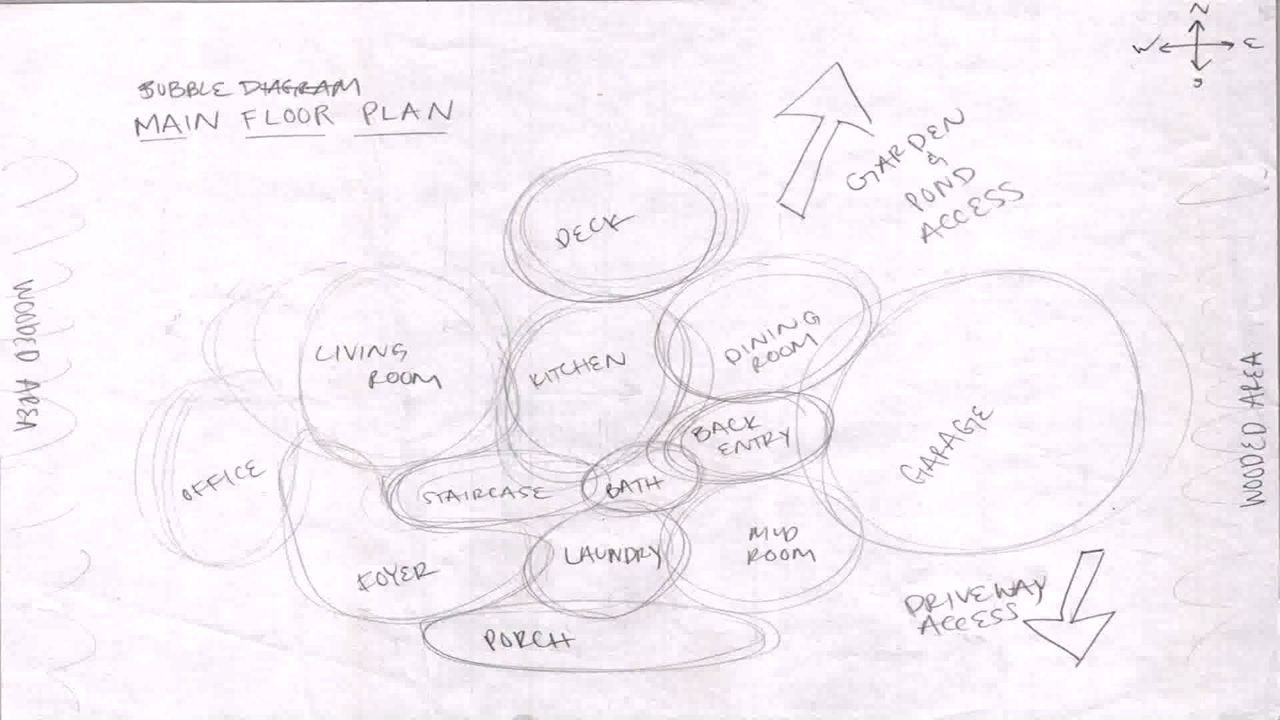 BUBBLE DIAGRAM
MAIN FLOOR PLAN
N
W E
S
GARDEN
&
POND
ACCESS
DECK
LIVING
ROOM
KITCHEN
DINING
ROOM
WOODED AREA
WOODED AREA
GARAGE
BACK
ENTRY
OFFICE
STAIRCASE
BATH
FOYER
LAUNDRY
MUD
ROOM
PORCH
DRIVEWAY
ACCESS